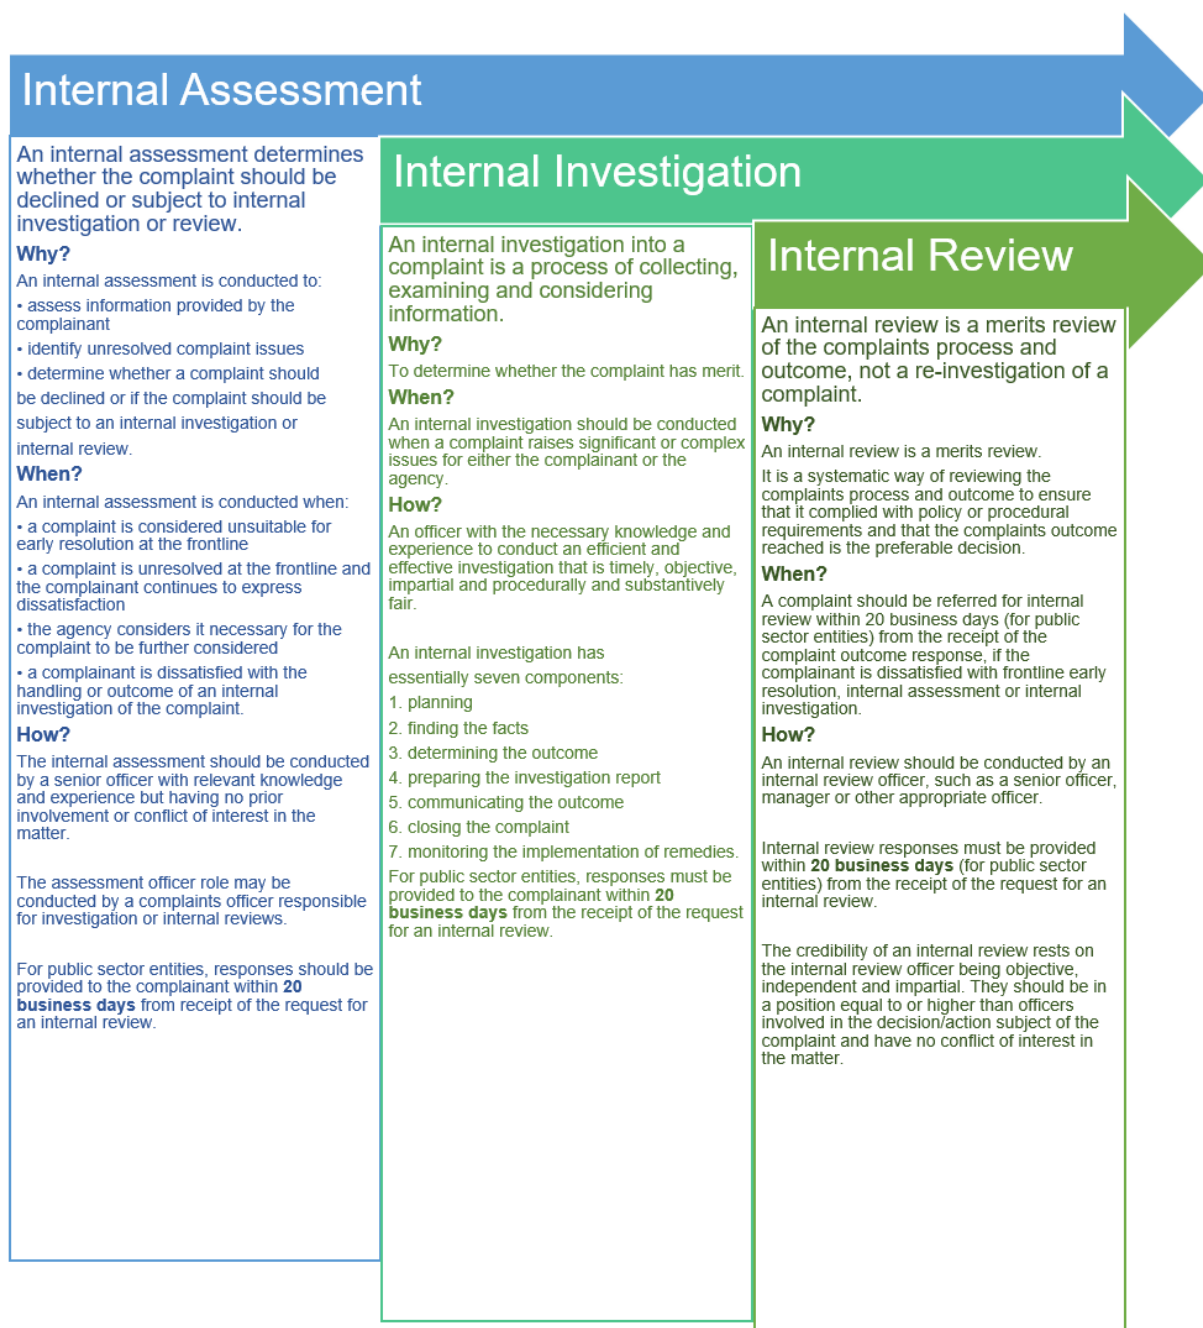 Internal Assessment
An internal assessment determines
whether the complaint should be
declined or subject to internal
investigation or review.
Why?
An internal assessment is conducted to:
• assess information provided by the
complainant
• identify unresolved complaint issues
• determine whether a complaint should
be declined or if the complaint should be
subject to an internal investigation or
internal review.
When?
An internal assessment is conducted when:
• a complaint is considered unsuitable for
early resolution at the frontline
• a complaint is unresolved at the frontline and
the complainant continues to express
dissatisfaction
• the agency considers it necessary for the
complaint to be further considered
• a complainant is dissatisfied with the
handling or outcome of an internal
investigation of the complaint.
How?
The internal assessment should be conducted
by a senior officer with relevant knowledge
and experience but having no prior
involvement or conflict of interest in the
matter.
The assessment officer role may be
conducted by a complaints officer responsible
for investigation or internal reviews.
For public sector entities, responses should be
provided to the complainant within 20
business days from receipt of the request for
an internal review.
Internal Investigation
An internal investigation into a
complaint is a process of collecting,
examining and considering
information.
Why?
To determine whether the complaint has merit.
When?
An internal investigation should be conducted
when a complaint raises significant or complex
issues for either the complainant or the
agency.
How?
An officer with the necessary knowledge and
experience to conduct an efficient and
effective investigation that is timely, objective,
impartial and procedurally and substantively
fair.
An internal investigation has
essentially seven components:
1. planning
2. finding the facts
3. determining the outcome
4. preparing the investigation report
5. communicating the outcome
6. closing the complaint
7. monitoring the implementation of remedies.
For public sector entities, responses must be
provided to the complainant within 20
business days from the receipt of the request
for an internal review.
Internal Review
An internal review is a merits review
of the complaints process and
outcome, not a re-investigation of a
complaint.
Why?
An internal review is a merits review.
It is a systematic way of reviewing the
complaints process and outcome to ensure
that it complied with policy or procedural
requirements and that the complaints outcome
reached is the preferable decision.
When?
A complaint should be referred for internal
review within 20 business days (for public
sector entities) from the receipt of the
complaint outcome response, if the
complainant is dissatisfied with frontline early
resolution, internal assessment or internal
investigation.
How?
An internal review should be conducted by an
internal review officer, such as a senior officer,
manager or other appropriate officer.
Internal review responses must be provided
within 20 business days (for public sector
entities) from the receipt of the request for an
internal review.
The credibility of an internal review rests on
the internal review officer being objective,
independent and impartial. They should be in
a position equal to or higher than officers
involved in the decision/action subject of the
complaint and have no conflict of interest in
the matter.